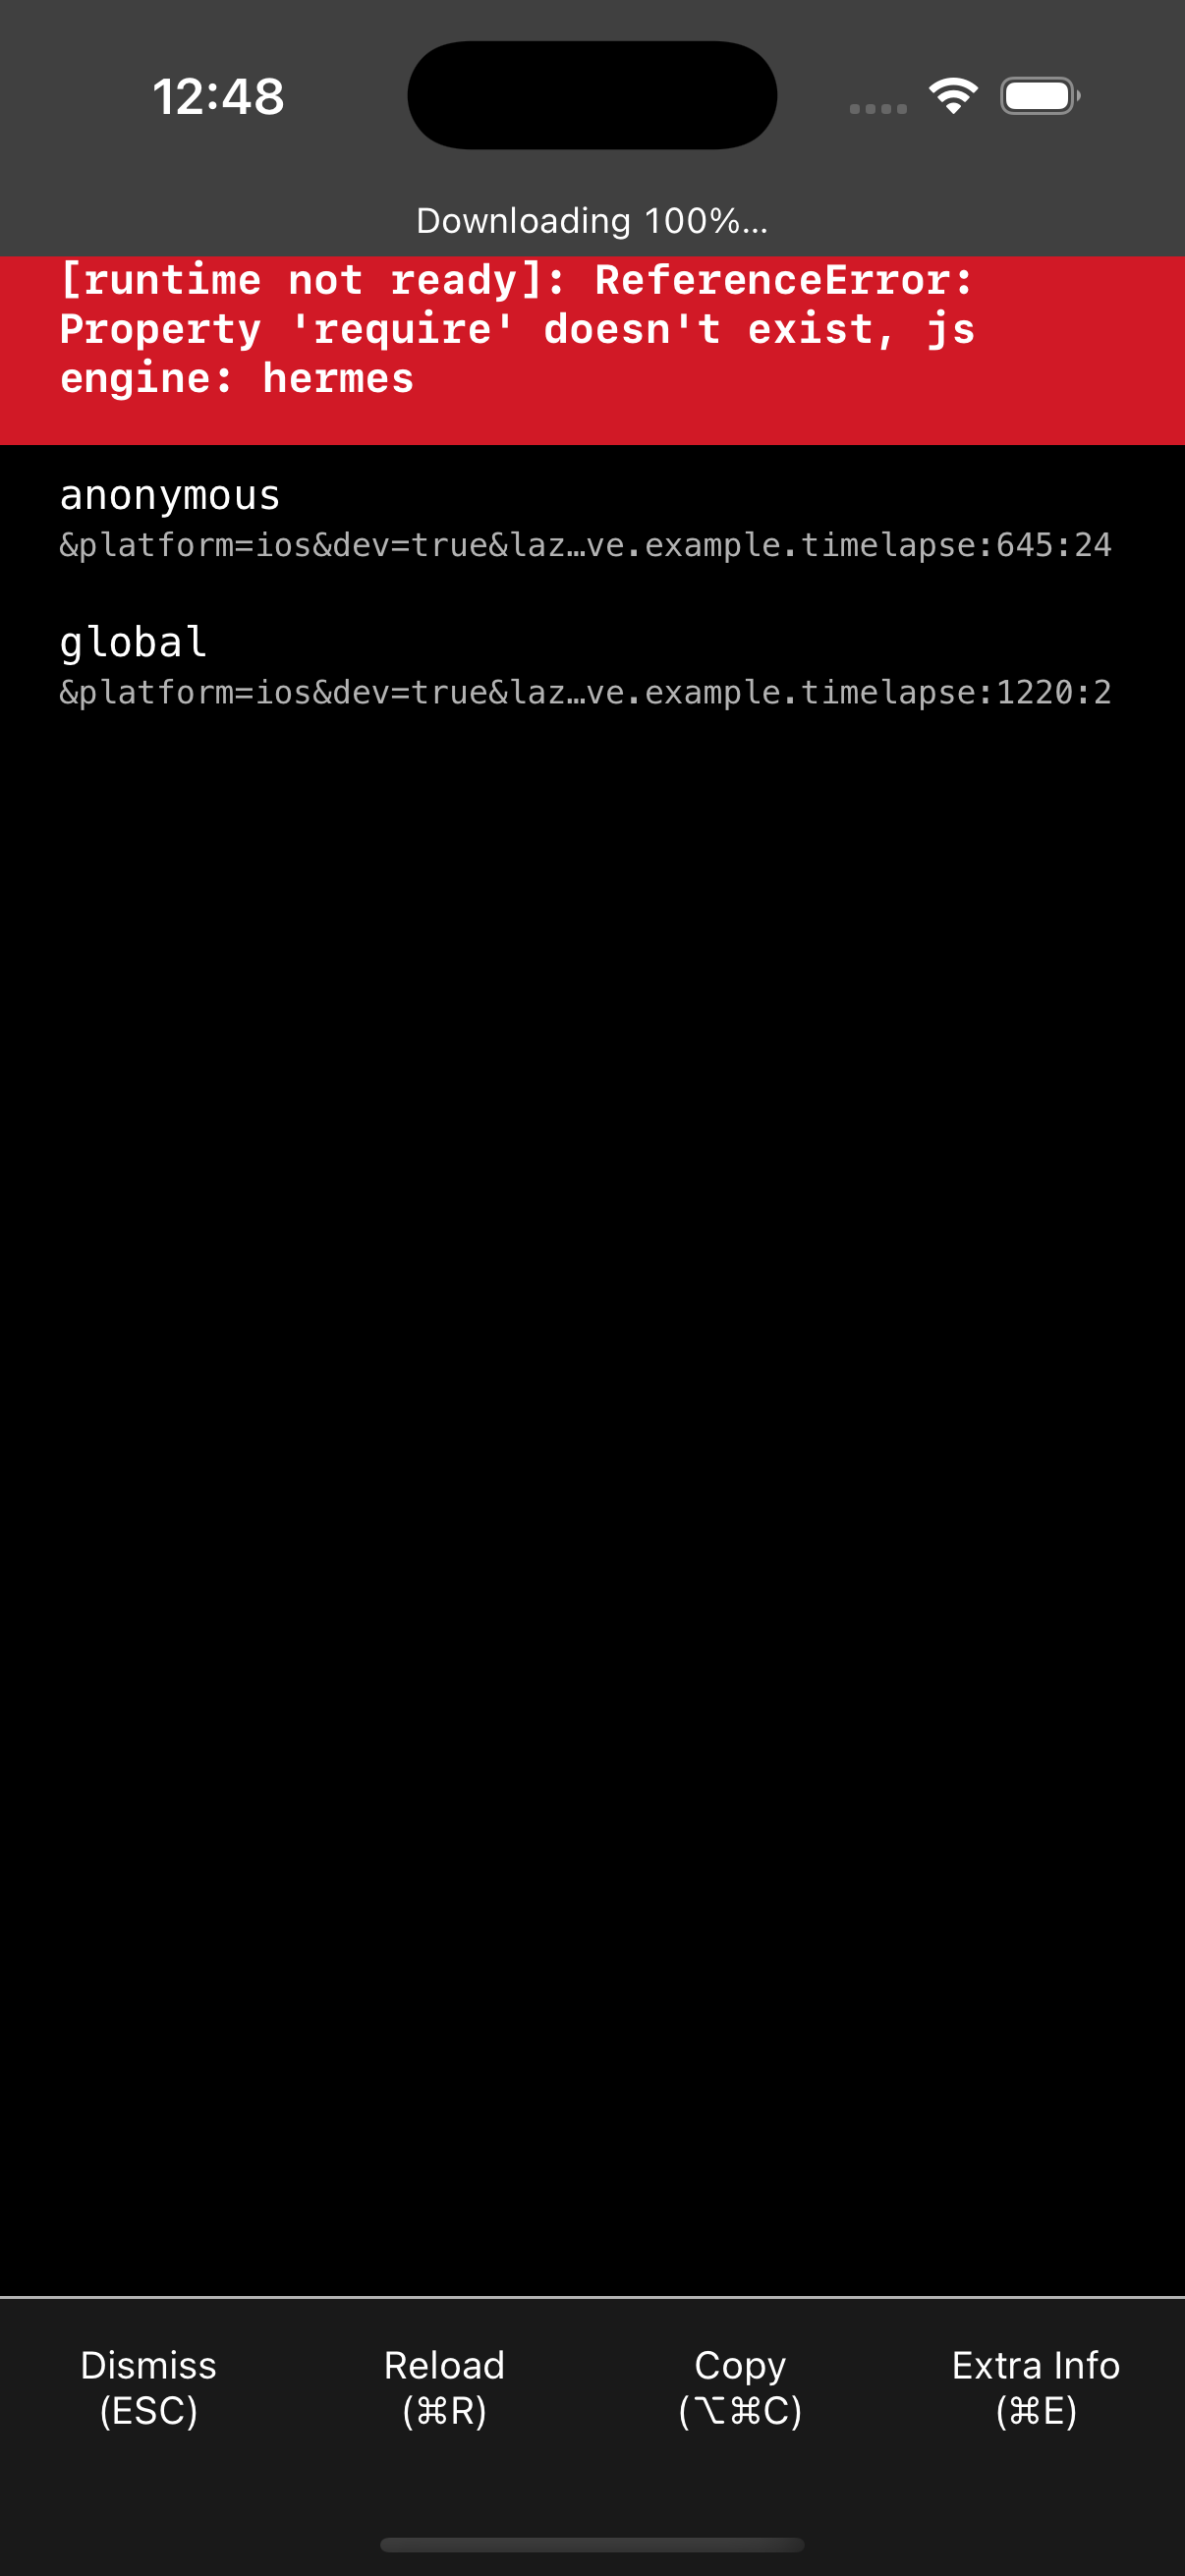 12:48
Downloading 100%...
[runtime not ready]: ReferenceError:
Property 'require' doesn't exist, js
engine: hermes
anonymous
&platform=ios&dev=true&laz…ve.example.timelapse:645:24
global
&platform=ios&dev=true&laz…ve.example.timelapse:1220:2
Dismiss
(ESC)
Reload
(⌘R)
Copy
(⌥⌘C)
Extra Info
(⌘E)